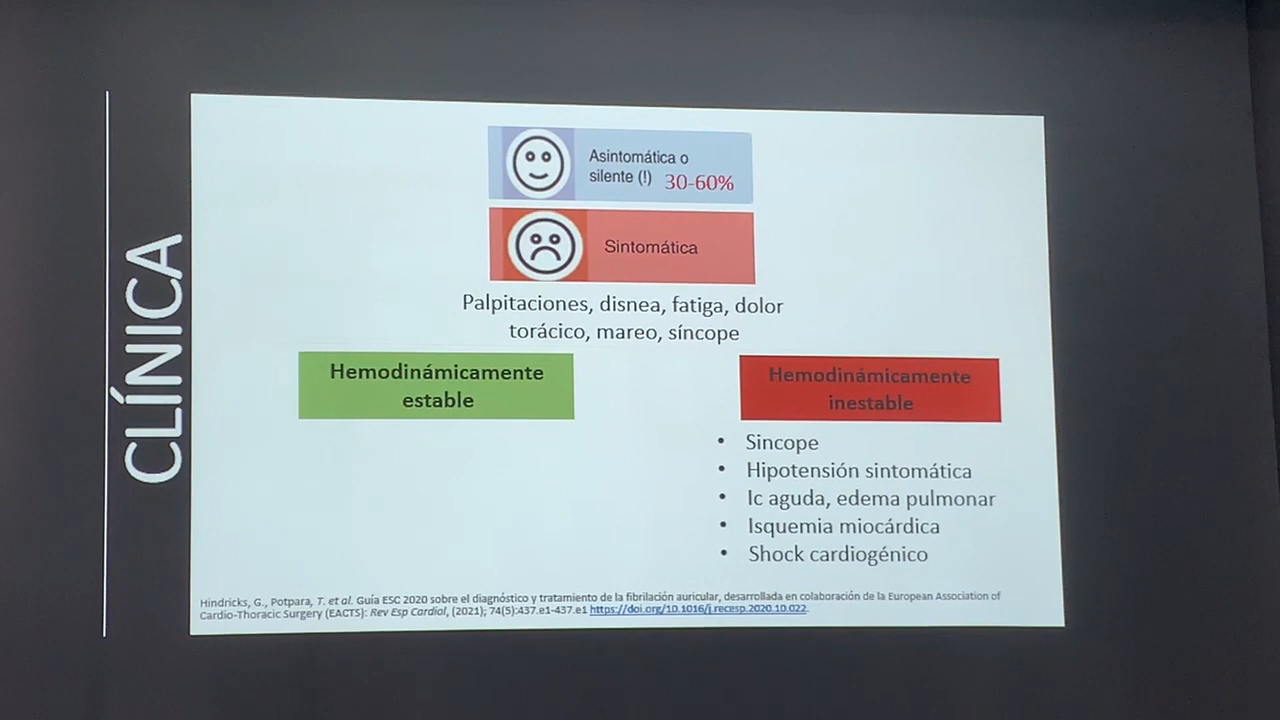 CLÍNICA
Asintomática o
silente (!) 30-60%
Sintomática
Palpitaciones, disnea, fatiga, dolor
torácico, mareo, síncope
Hemodinámicamente
estable
Hemodinámicamente
inestable
• Sincope
• Hipotensión sintomática
• Ic aguda, edema pulmonar
• Isquemia miocárdica
• Shock cardiogénico
Hindricks, G., Potpara, T. et al. Guía ESC 2020 sobre el diagnóstico y tratamiento de la fibrilación auricular, desarrollada en colaboración de la European Association of
Cardio-Thoracic Surgery (EACTS): Rev Esp Cardiol, (2021); 74(5):437.e1-437.e1 https://doi.org/10.1016/j.recesp.2020.10.022.